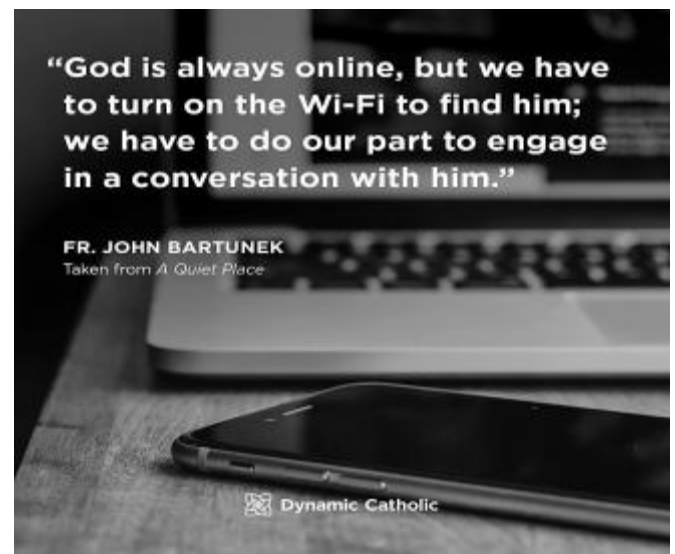 “God is always online, but we have
to turn on the Wi-Fi to find him;
we have to do our part to engage
in a conversation with him.”
FR. JOHN BARTUNEK
Taken from A Quiet Place
Dynamic Catholic